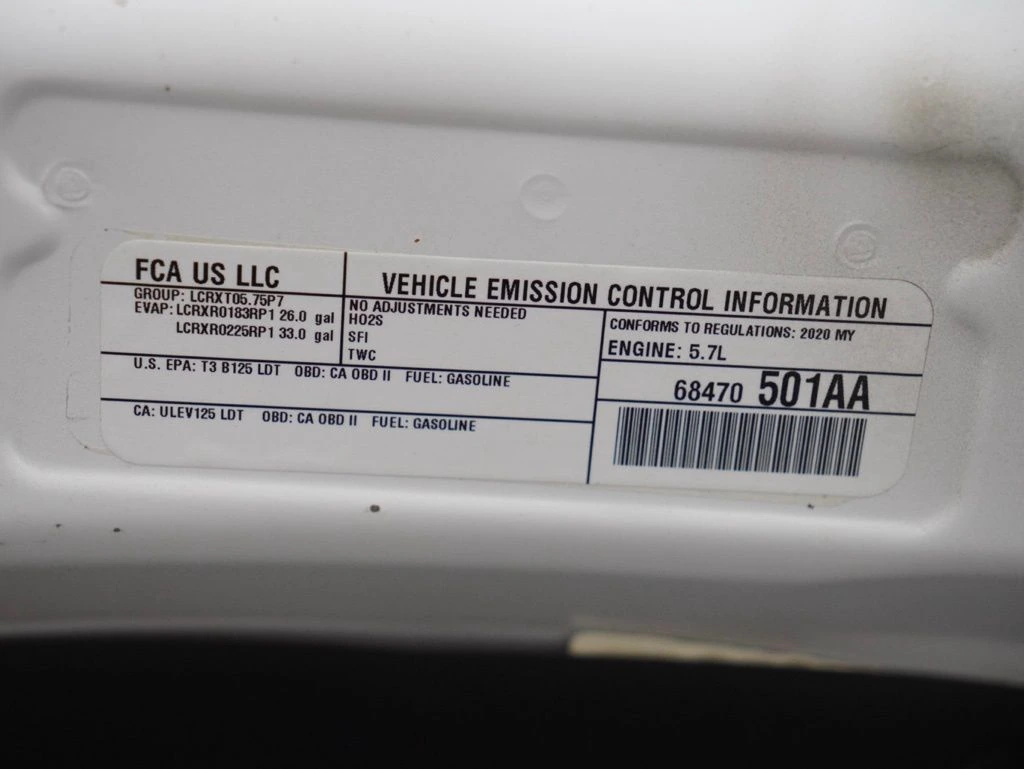 FCA US LLC
VEHICLE EMISSION CONTROL INFORMATION
GROUP: LCRXT05.75P7
EVAP: LCRXR0183RP1 26.0 gal
LCRXR0225RP1 33.0 gal
NO ADJUSTMENTS NEEDED
HO2S
SFI
TWC
CONFORMS TO REGULATIONS: 2020 MY
ENGINE: 5.7L
U.S. EPA: T3 B125 LDT OBD: CA OBD II FUEL: GASOLINE
68470 501AA
CA: ULEV125 LDT OBD: CA OBD II FUEL: GASOLINE